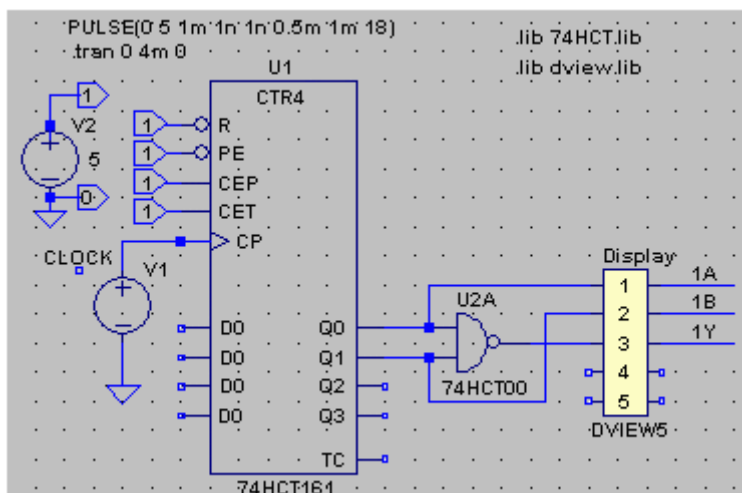 PULSE(0 5 1m 1n 1n 0.5m 1m 18)
.tran 0 4m 0
.lib 74HCT.lib
.lib dview.lib
U1
CTR4
1
V2
5
0
1 R
1 PE
1 CEP
1 CET
CP
CLOCK
V1
D0 Q0
D0 Q1
D0 Q2
D0 Q3
TC
74HCT161
U2A
74HCT00
Display
1 1A
2 1B
3 1Y
4
5
DVIEW5